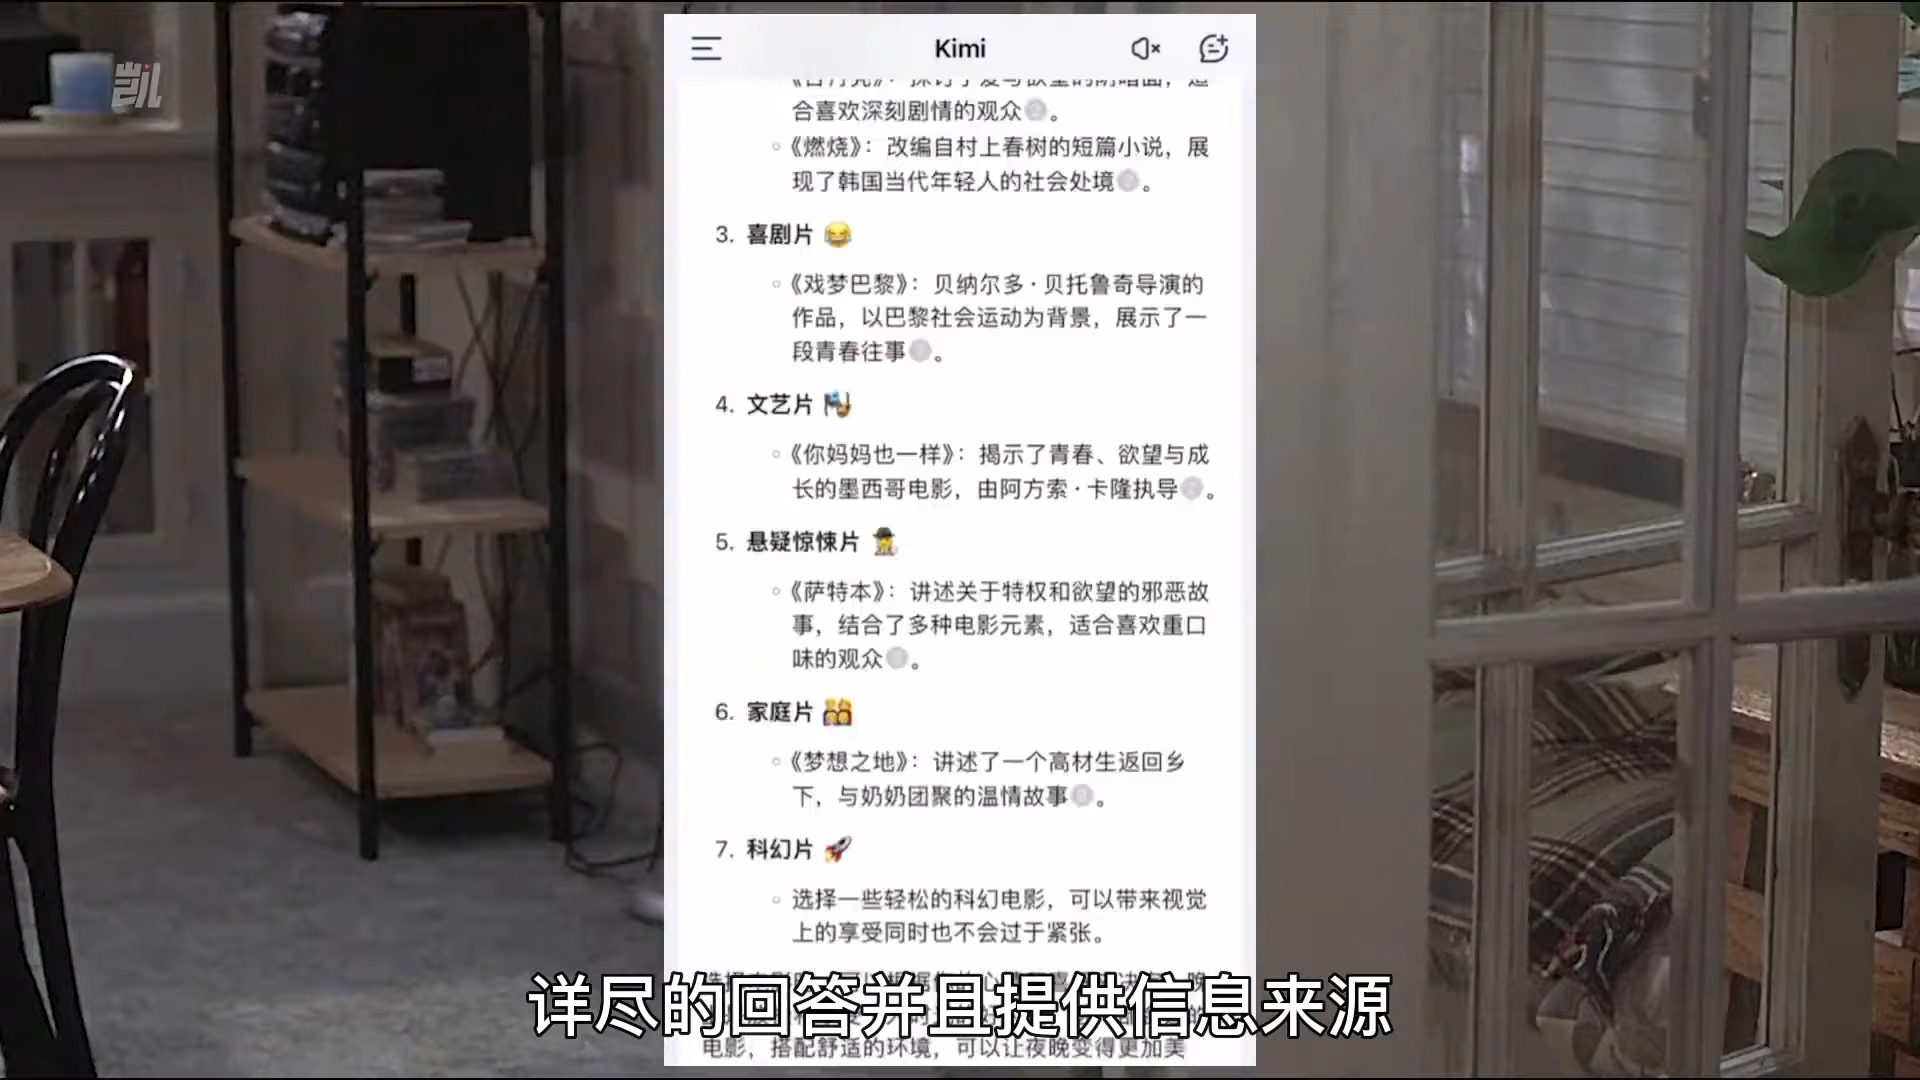 凯
Kimi
合喜欢深刻剧情的观众。
《燃烧》：改编自村上春树的短篇小说，展
现了韩国当代年轻人的社会处境。
3. 喜剧片 😂
《戏梦巴黎》：贝纳尔多·贝托鲁奇导演的
作品，以巴黎社会运动为背景，展示了一
段青春往事。
4. 文艺片
《你妈妈也一样》：揭示了青春、欲望与成
长的墨西哥电影，由阿方索·卡隆执导。
5. 悬疑惊悚片
《萨特本》：讲述关于特权和欲望的邪恶故
事，结合了多种电影元素，适合喜欢重口
味的观众。
6. 家庭片
《梦想之地》：讲述了一个高材生返回乡
下，与奶奶团聚的温情故事。
7. 科幻片 🚀
选择一些轻松的科幻电影，可以带来视觉
上的享受同时也不会过于紧张。
详尽的回答并且提供信息来源
电影，搭配舒适的环境，可以让夜晚变得更加美